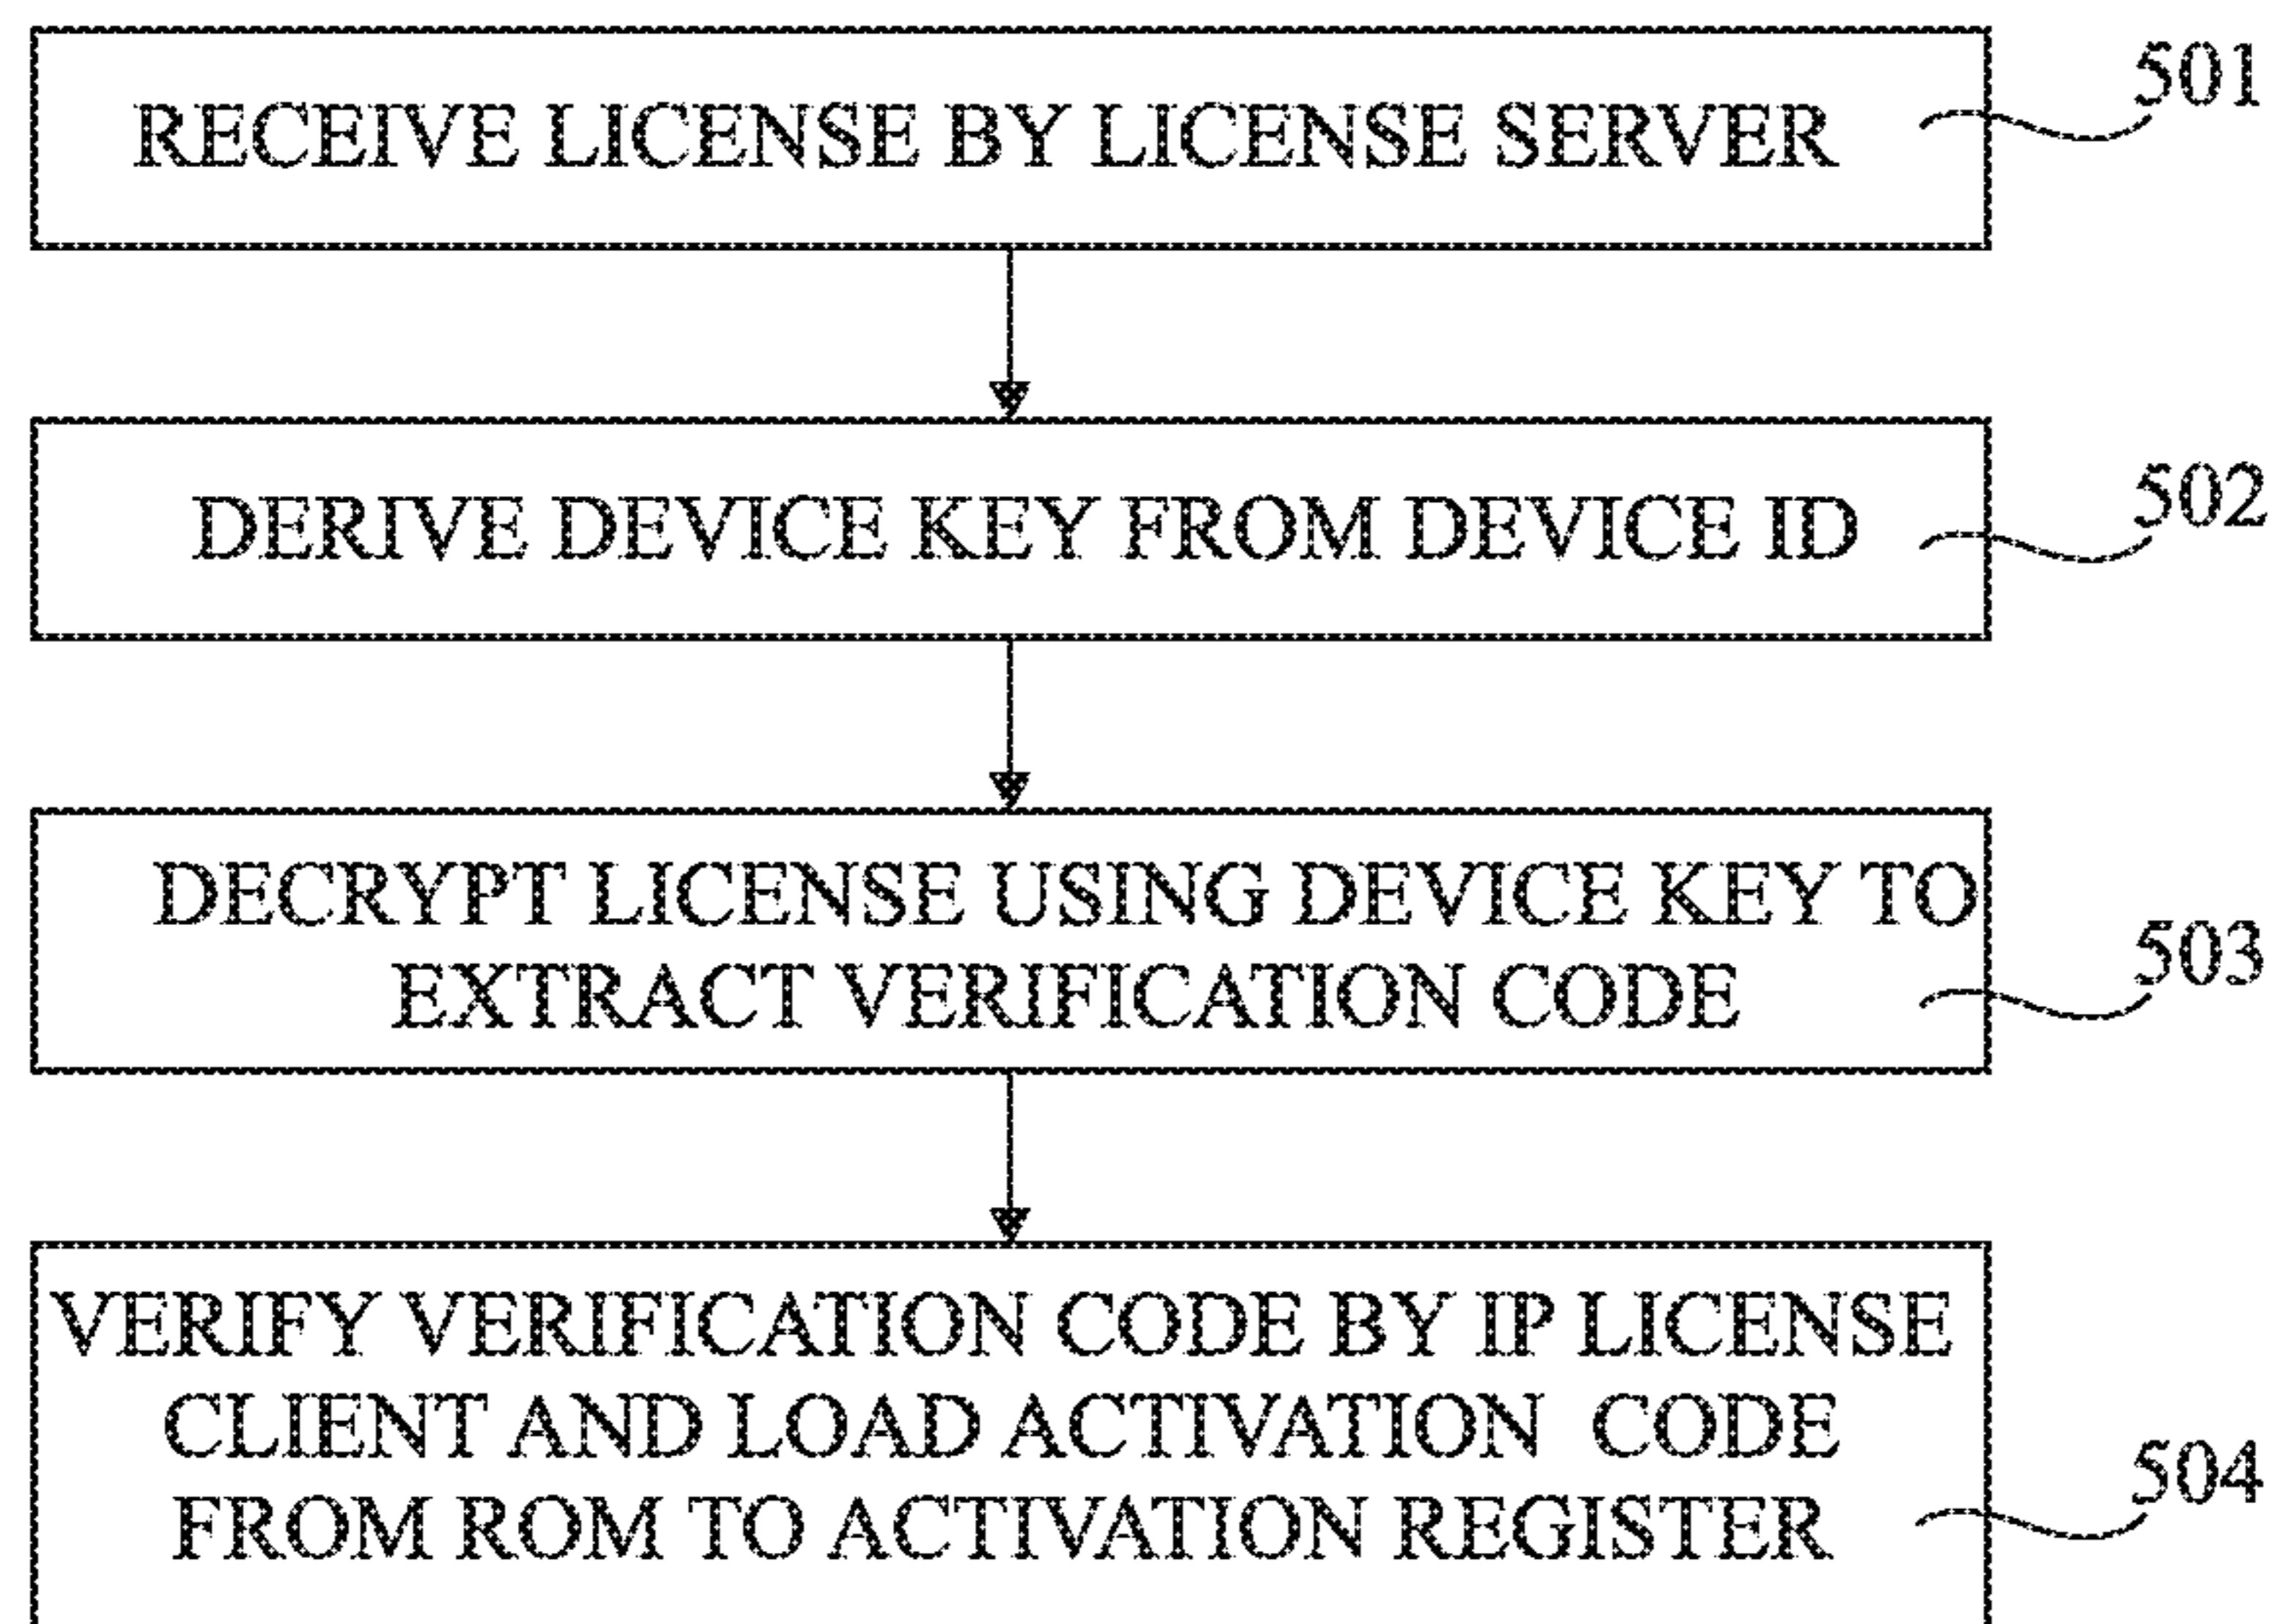 RECEIVE LICENSE BY LICENSE SERVER
501
DERIVE DEVICE KEY FROM DEVICE ID
502
DECRYPT LICENSE USING DEVICE KEY TO
EXTRACT VERIFICATION CODE
503
VERIFY VERIFICATION CODE BY IP LICENSE
CLIENT AND LOAD ACTIVATION CODE
FROM ROM TO ACTIVATION REGISTER
504